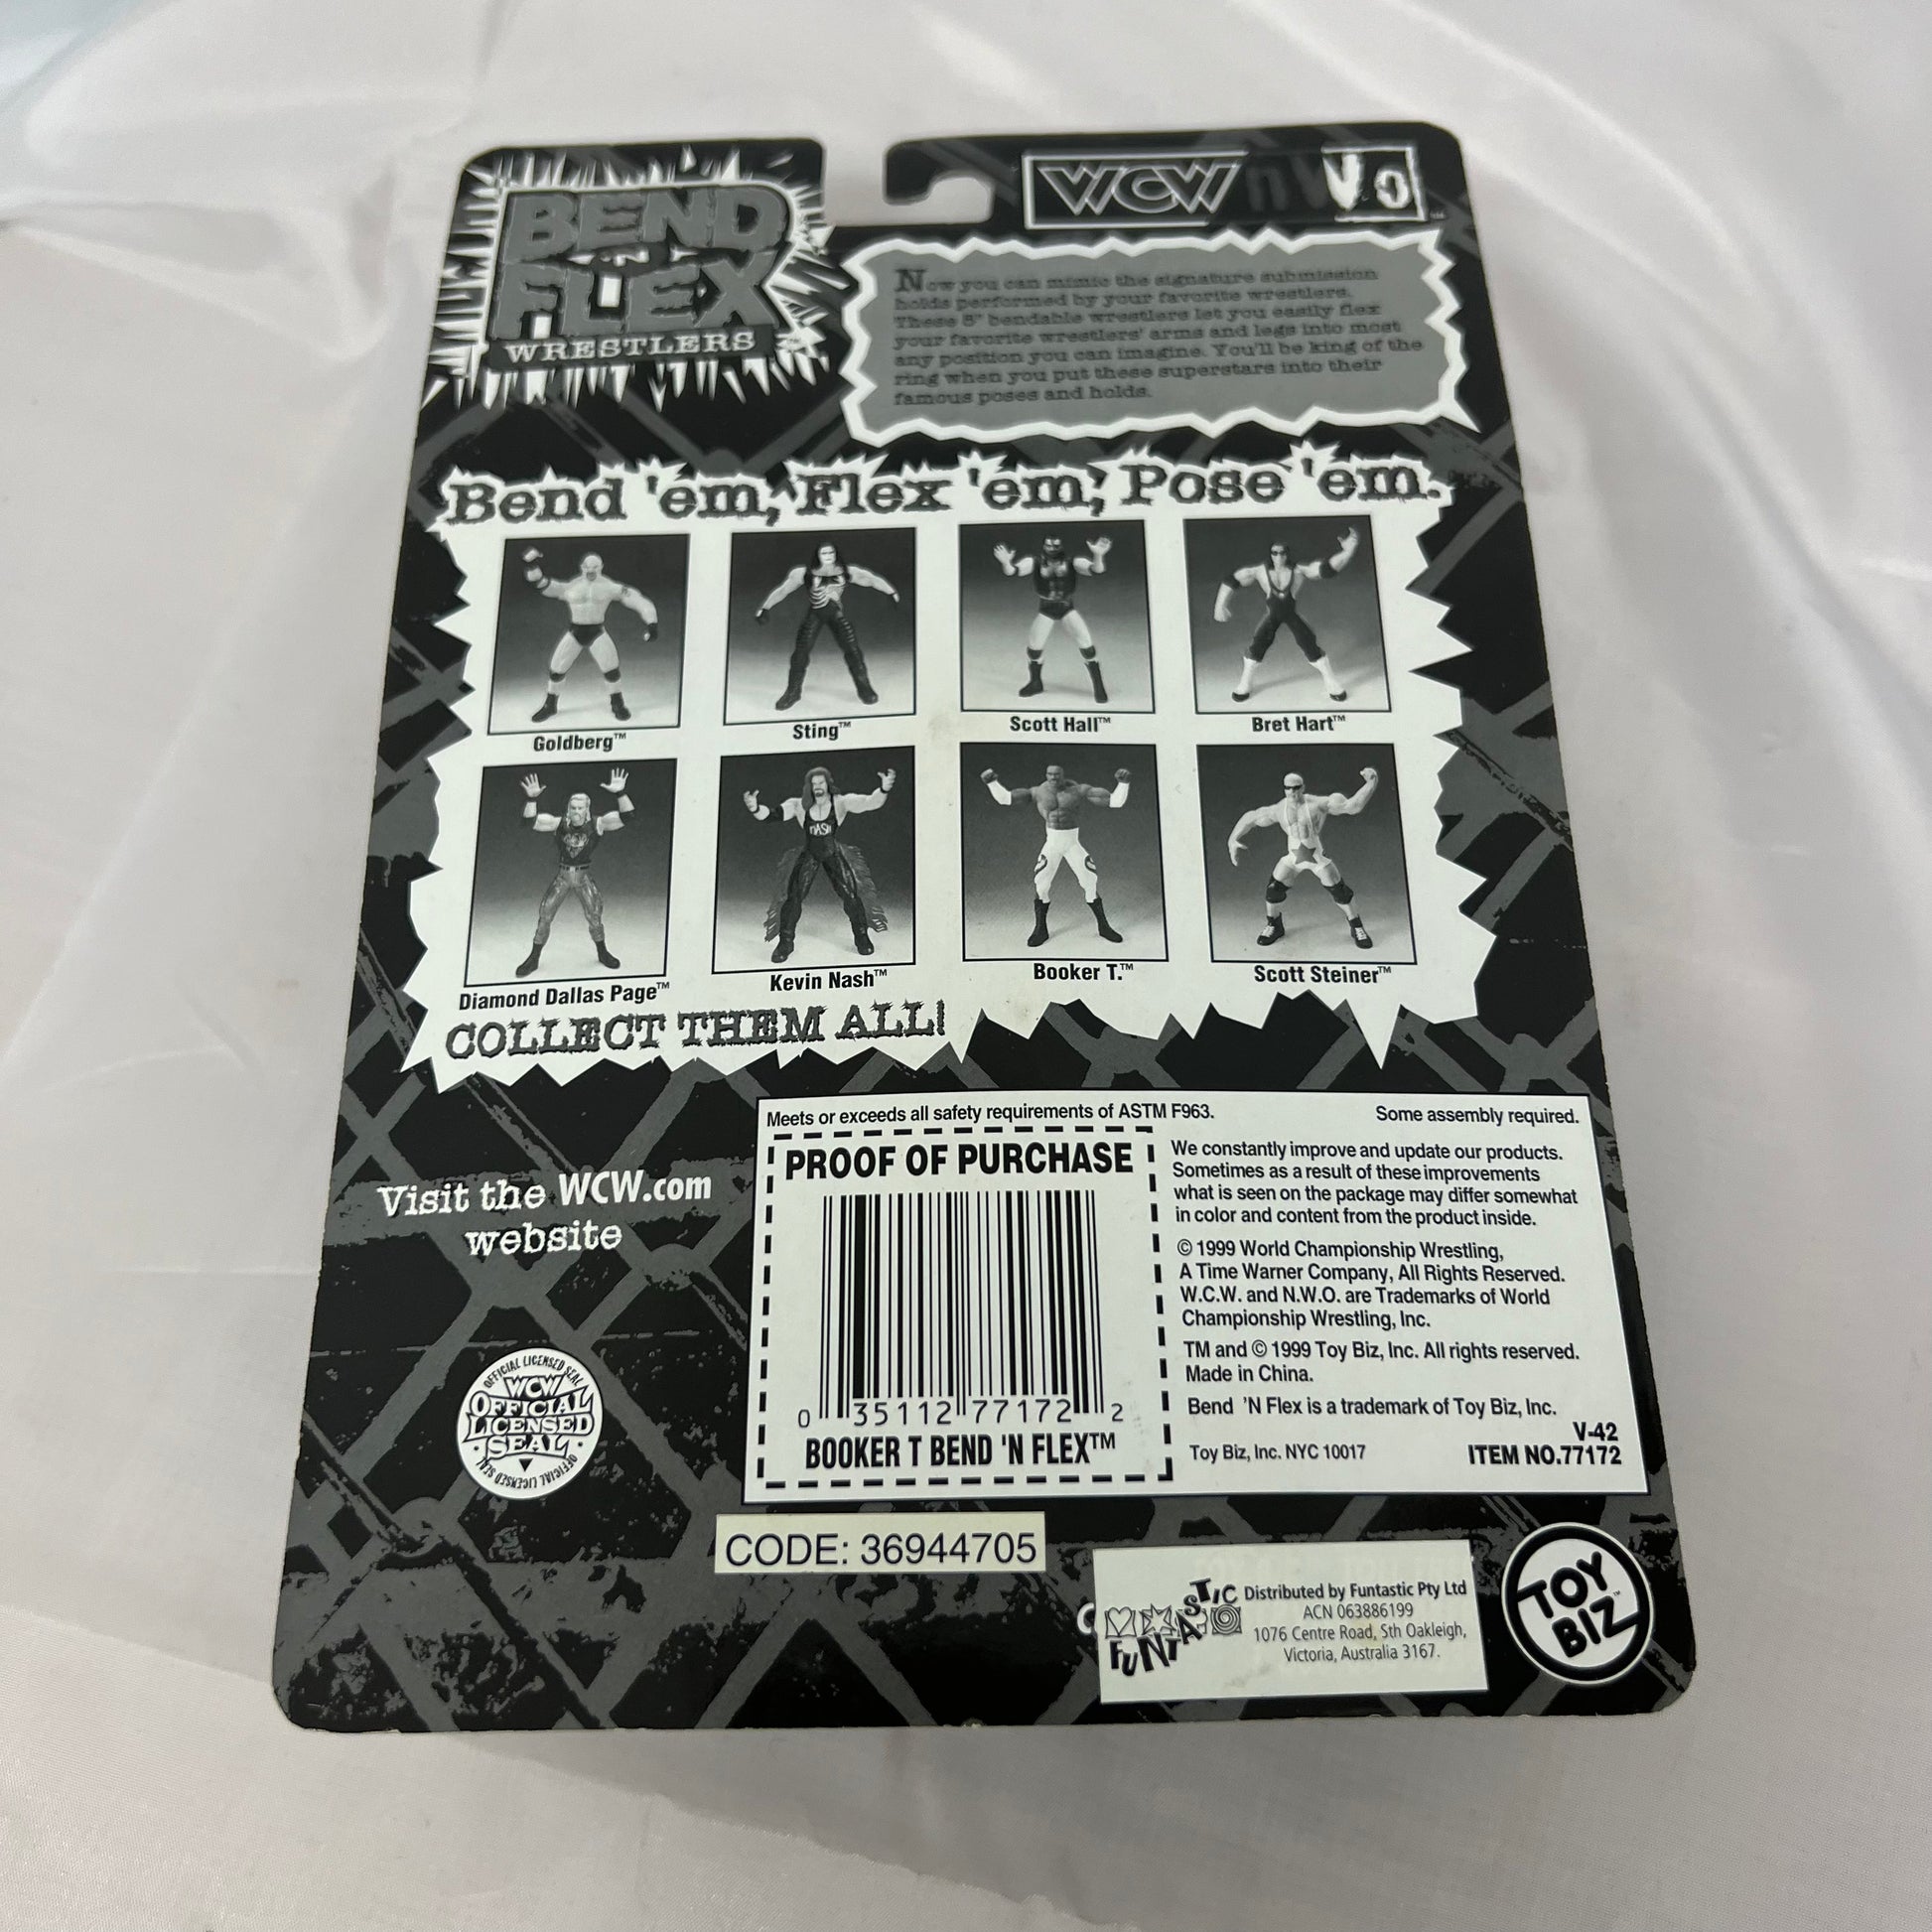 BEND
-N-
FLEX
WRESTLERS
WCW nWo
Now you can mimic the signature submission
holds performed by your favorite wrestlers.
These 5" bendable wrestlers let you easily flex
your favorite wrestlers' arms and legs into most
any position you can imagine. You'll be king of the
ring when you put these superstars into their
famous poses and holds.
Bend 'em, Flex 'em, Pose 'em.
Goldberg™
Sting™
Scott Hall™
Bret Hart™
NASH
Diamond Dallas Page™
Kevin Nash™
Booker T.™
Scott Steiner™
COLLECT THEM ALL!
Visit the WCW.com
website
OFFICIAL LICENSED SEAL
WCW
OFFICIAL
LICENSED
SEAL
OFFICIAL LICENSED SEAL
Meets or exceeds all safety requirements of ASTM F963.
Some assembly required.
PROOF OF PURCHASE
0 35112 77172 2
BOOKER T BEND 'N FLEX™
We constantly improve and update our products.
Sometimes as a result of these improvements
what is seen on the package may differ somewhat
in color and content from the product inside.
© 1999 World Championship Wrestling,
A Time Warner Company, All Rights Reserved.
W.C.W. and N.W.O. are Trademarks of World
Championship Wrestling, Inc.
TM and © 1999 Toy Biz, Inc. All rights reserved.
Made in China.
Bend 'N Flex is a trademark of Toy Biz, Inc.
V-42
Toy Biz, Inc. NYC 10017
ITEM NO.77172
CODE: 36944705
FUNTASTIC
Distributed by Funtastic Pty Ltd
ACN 063886199
1076 Centre Road, Sth Oakleigh,
Victoria, Australia 3167.
TOY
BIZ